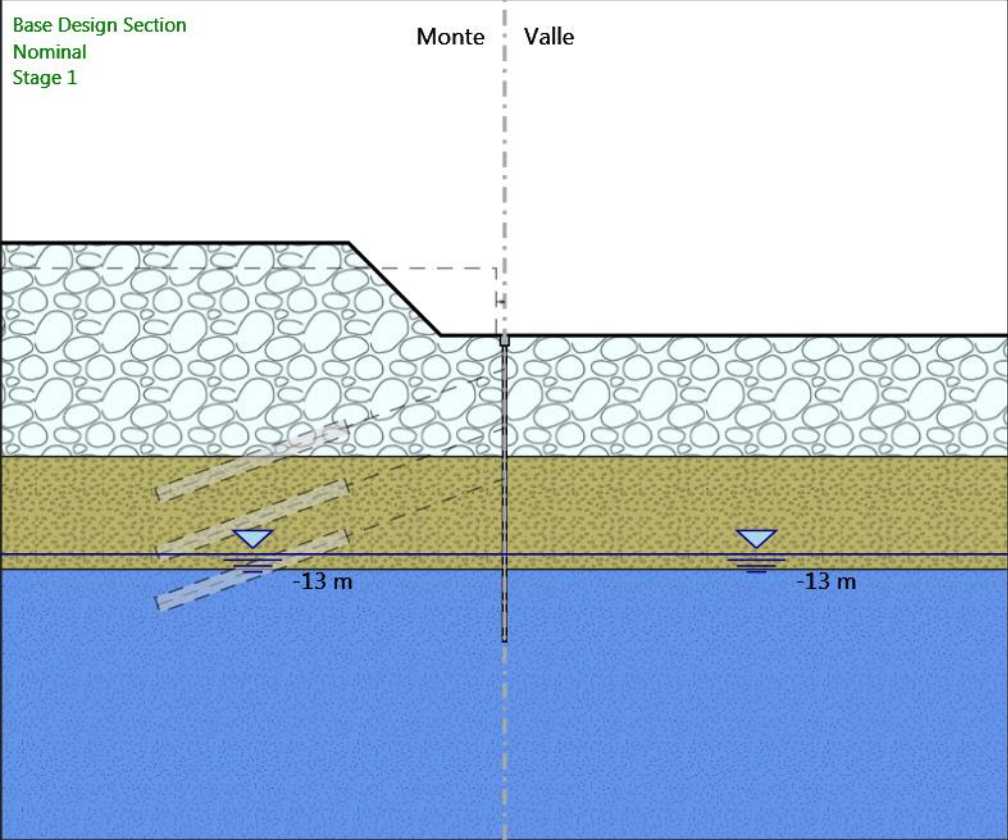 Base Design Section
Nominal
Stage 1
Monte
Valle
-13 m
-13 m